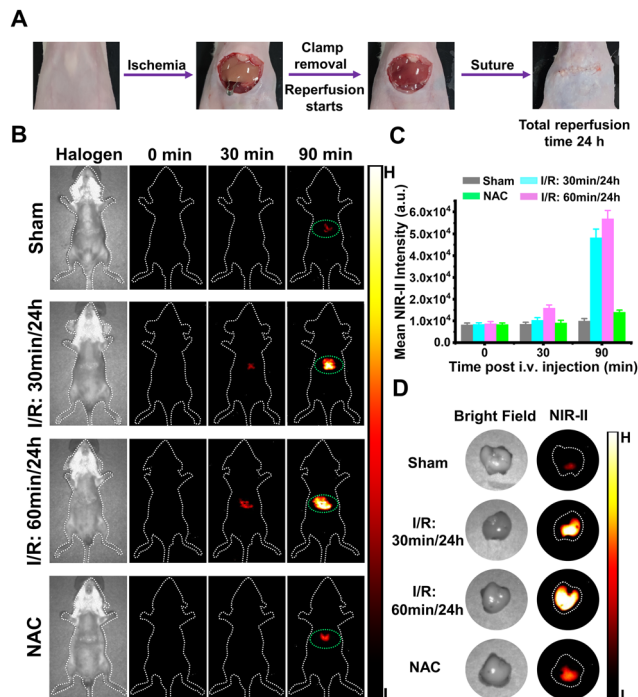 A
Ischemia
Clamp
removal
Reperfusion
starts
Suture
Total reperfusion
time 24 h
B
Halogen
0 min
30 min
90 min
H
Sham
I/R: 30min/24h
I/R: 60min/24h
NAC
L
C
Sham
I/R: 30min/24h
NAC
I/R: 60min/24h
Mean NIR-II Intensity (a.u.)
6.0x10⁴
5.0x10⁴
4.0x10⁴
3.0x10⁴
2.0x10⁴
1.0x10⁴
0.0
0
30
90
Time post i.v. injection (min)
D
Bright Field
NIR-II
H
Sham
I/R:
30min/24h
I/R:
60min/24h
NAC
L